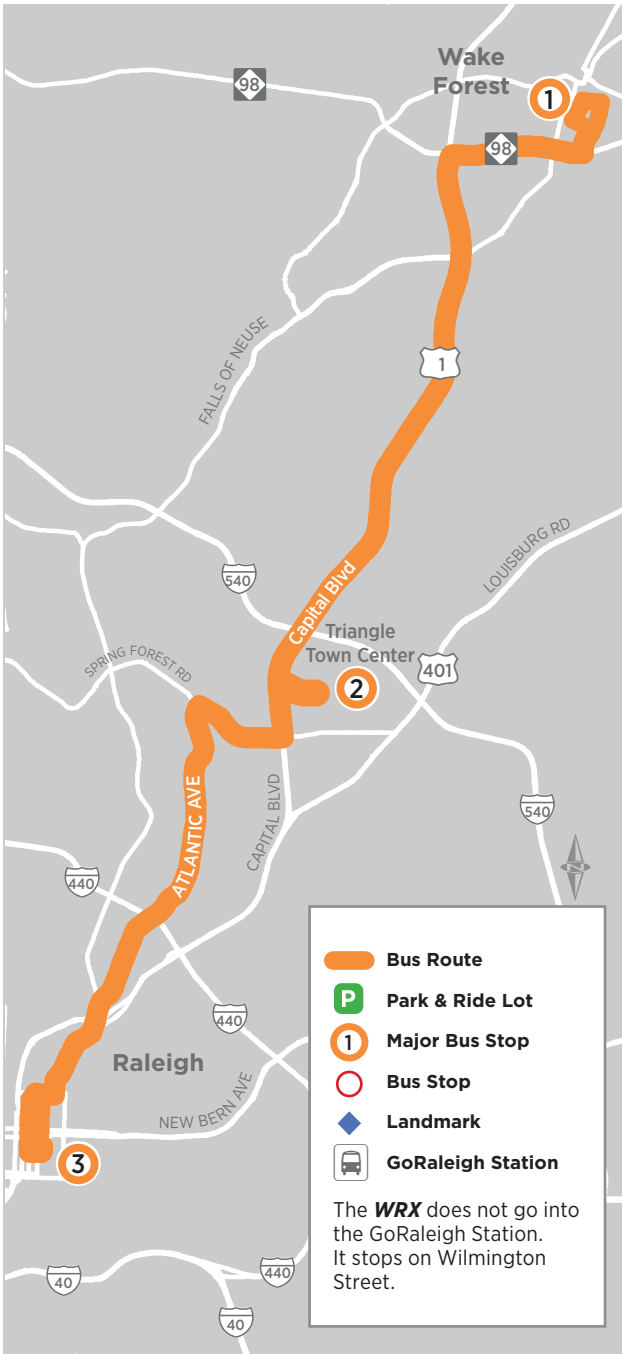 Wake
Forest
98
1
98
FALLS OF NEUSE
1
LOUISBURG RD
540
Capital Blvd
Triangle
Town Center
SPRING FOREST RD
401
2
ATLANTIC AVE
CAPITAL BLVD
540
440
440
Raleigh
NEW BERN AVE
3
40
440
40
Bus Route
P Park & Ride Lot
1 Major Bus Stop
Bus Stop
Landmark
GoRaleigh Station
The WRX does not go into
the GoRaleigh Station.
It stops on Wilmington
Street.